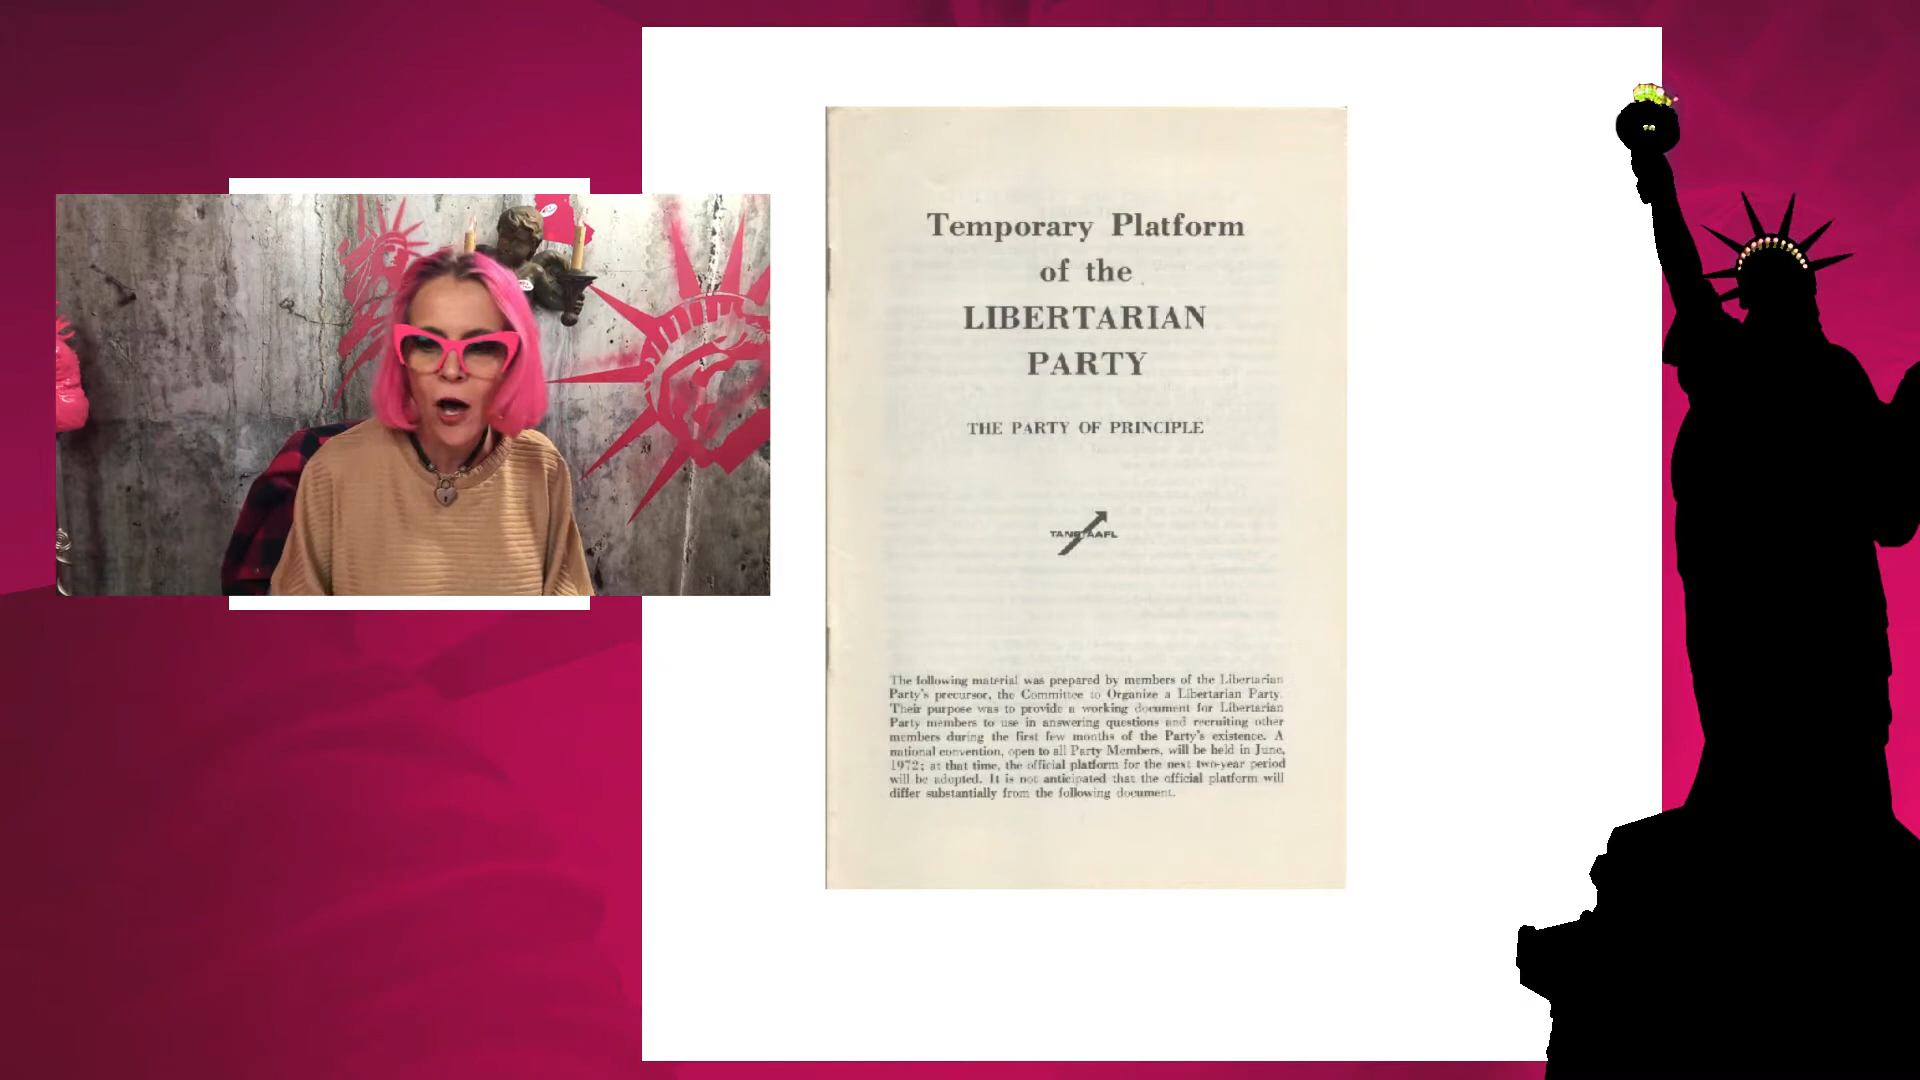 Temporary Platform
of the
LIBERTARIAN
PARTY
THE PARTY OF PRINCIPLE
TANSTAAFL
The following material was prepared by members of the Libertarian
Party's precursor, the Committee to Organize a Libertarian Party.
Their purpose was to provide a working document for Libertarian
Party members to use in answering questions and recruiting other
members during the first few months of the Party's existence. A
national convention, open to all Party Members, will be held in June,
1972; at that time, the official platform for the next two-year period
will be adopted. It is not anticipated that the official platform will
differ substantially from the following document.